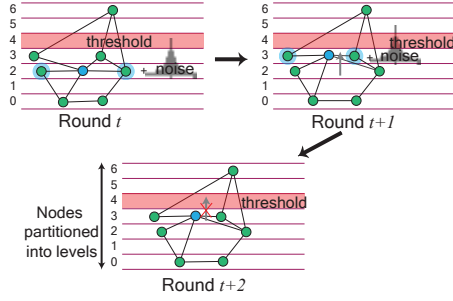 6
5
4 threshold
3
2 + noise
1
0
Round t
6
5
4 threshold
3 + noise
2
1
0
Round t+1
Nodes
partitioned
into levels
6
5
4 threshold
3
2
1
0
Round t+2